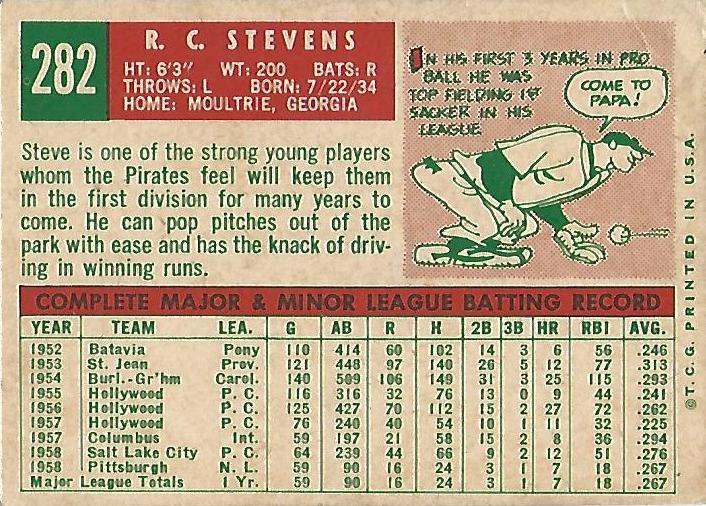 282
R. C. STEVENS
HT: 6'3" WT: 200 BATS: R
THROWS: L BORN: 7/22/34
HOME: MOULTRIE, GEORGIA
Steve is one of the strong young players
whom the Pirates feel will keep them
in the first division for many years to
come. He can pop pitches out of the
park with ease and has the knack of driv-
ing in winning runs.
IN HIS FIRST 3 YEARS IN PRO
BALL HE WAS
TOP FIELDING 1st
SACKER IN HIS
LEAGUE.
COME TO
PAPA!
COMPLETE MAJOR & MINOR LEAGUE BATTING RECORD
YEAR TEAM LEA. G AB R H 2B 3B HR RBI AVG.
1952 Batavia Pony 110 414 60 102 14 3 6 56 .246
1953 St. Jean Prov. 121 448 97 140 26 5 12 77 .313
1954 Burl.-Gr'hm Carol. 140 509 106 149 31 3 25 115 .293
1955 Hollywood P. C. 116 316 32 76 13 0 9 44 .241
1956 Hollywood P. C. 125 427 70 112 15 2 27 72 .262
1957 Hollywood P. C. 76 240 40 54 10 1 11 32 .225
1957 Columbus Int. 59 197 21 58 15 2 8 36 .294
1958 Salt Lake City P. C. 64 239 44 66 9 2 12 51 .276
1958 Pittsburgh N. L. 59 90 16 24 3 1 7 18 .267
Major League Totals 1 Yr. 59 90 16 24 3 1 7 18 .267
© T. C. G. PRINTED IN U.S.A.